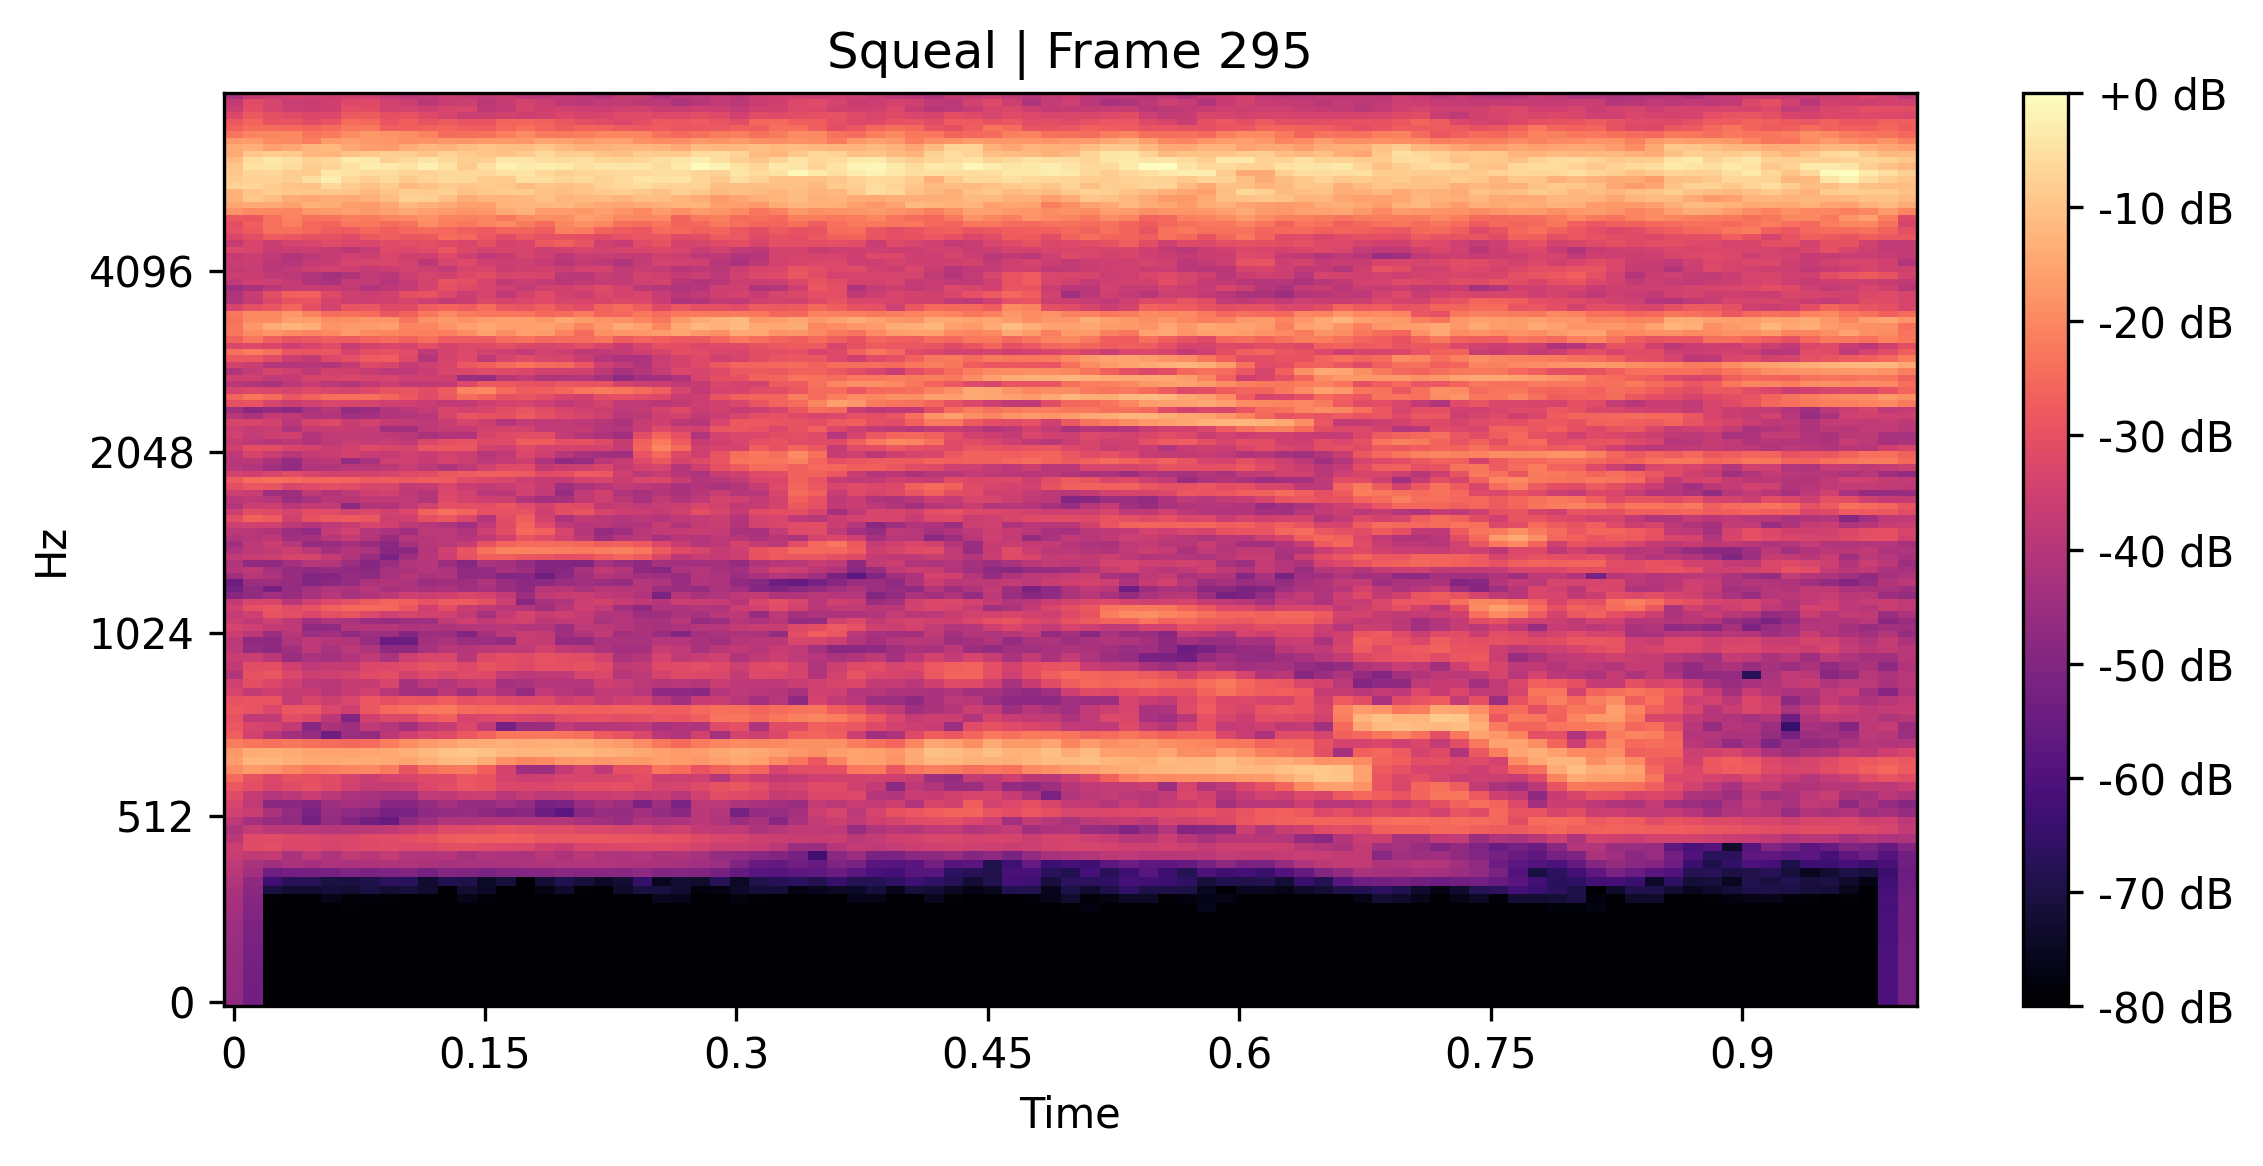 Squeal | Frame 295
Hz
4096
2048
1024
512
0
0 0.15 0.3 0.45 0.6 0.75 0.9
Time
+0 dB
-10 dB
-20 dB
-30 dB
-40 dB
-50 dB
-60 dB
-70 dB
-80 dB